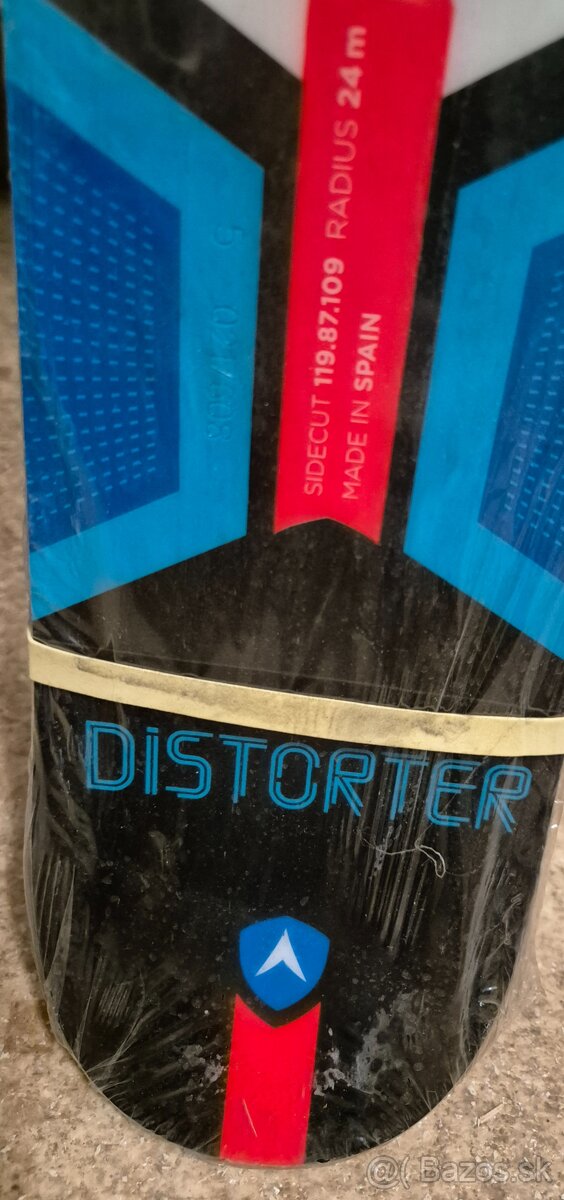 SIDECUT 119.87.109 RADIUS 24 m
MADE IN SPAIN
DiSTORTER
@( Bazos.sk